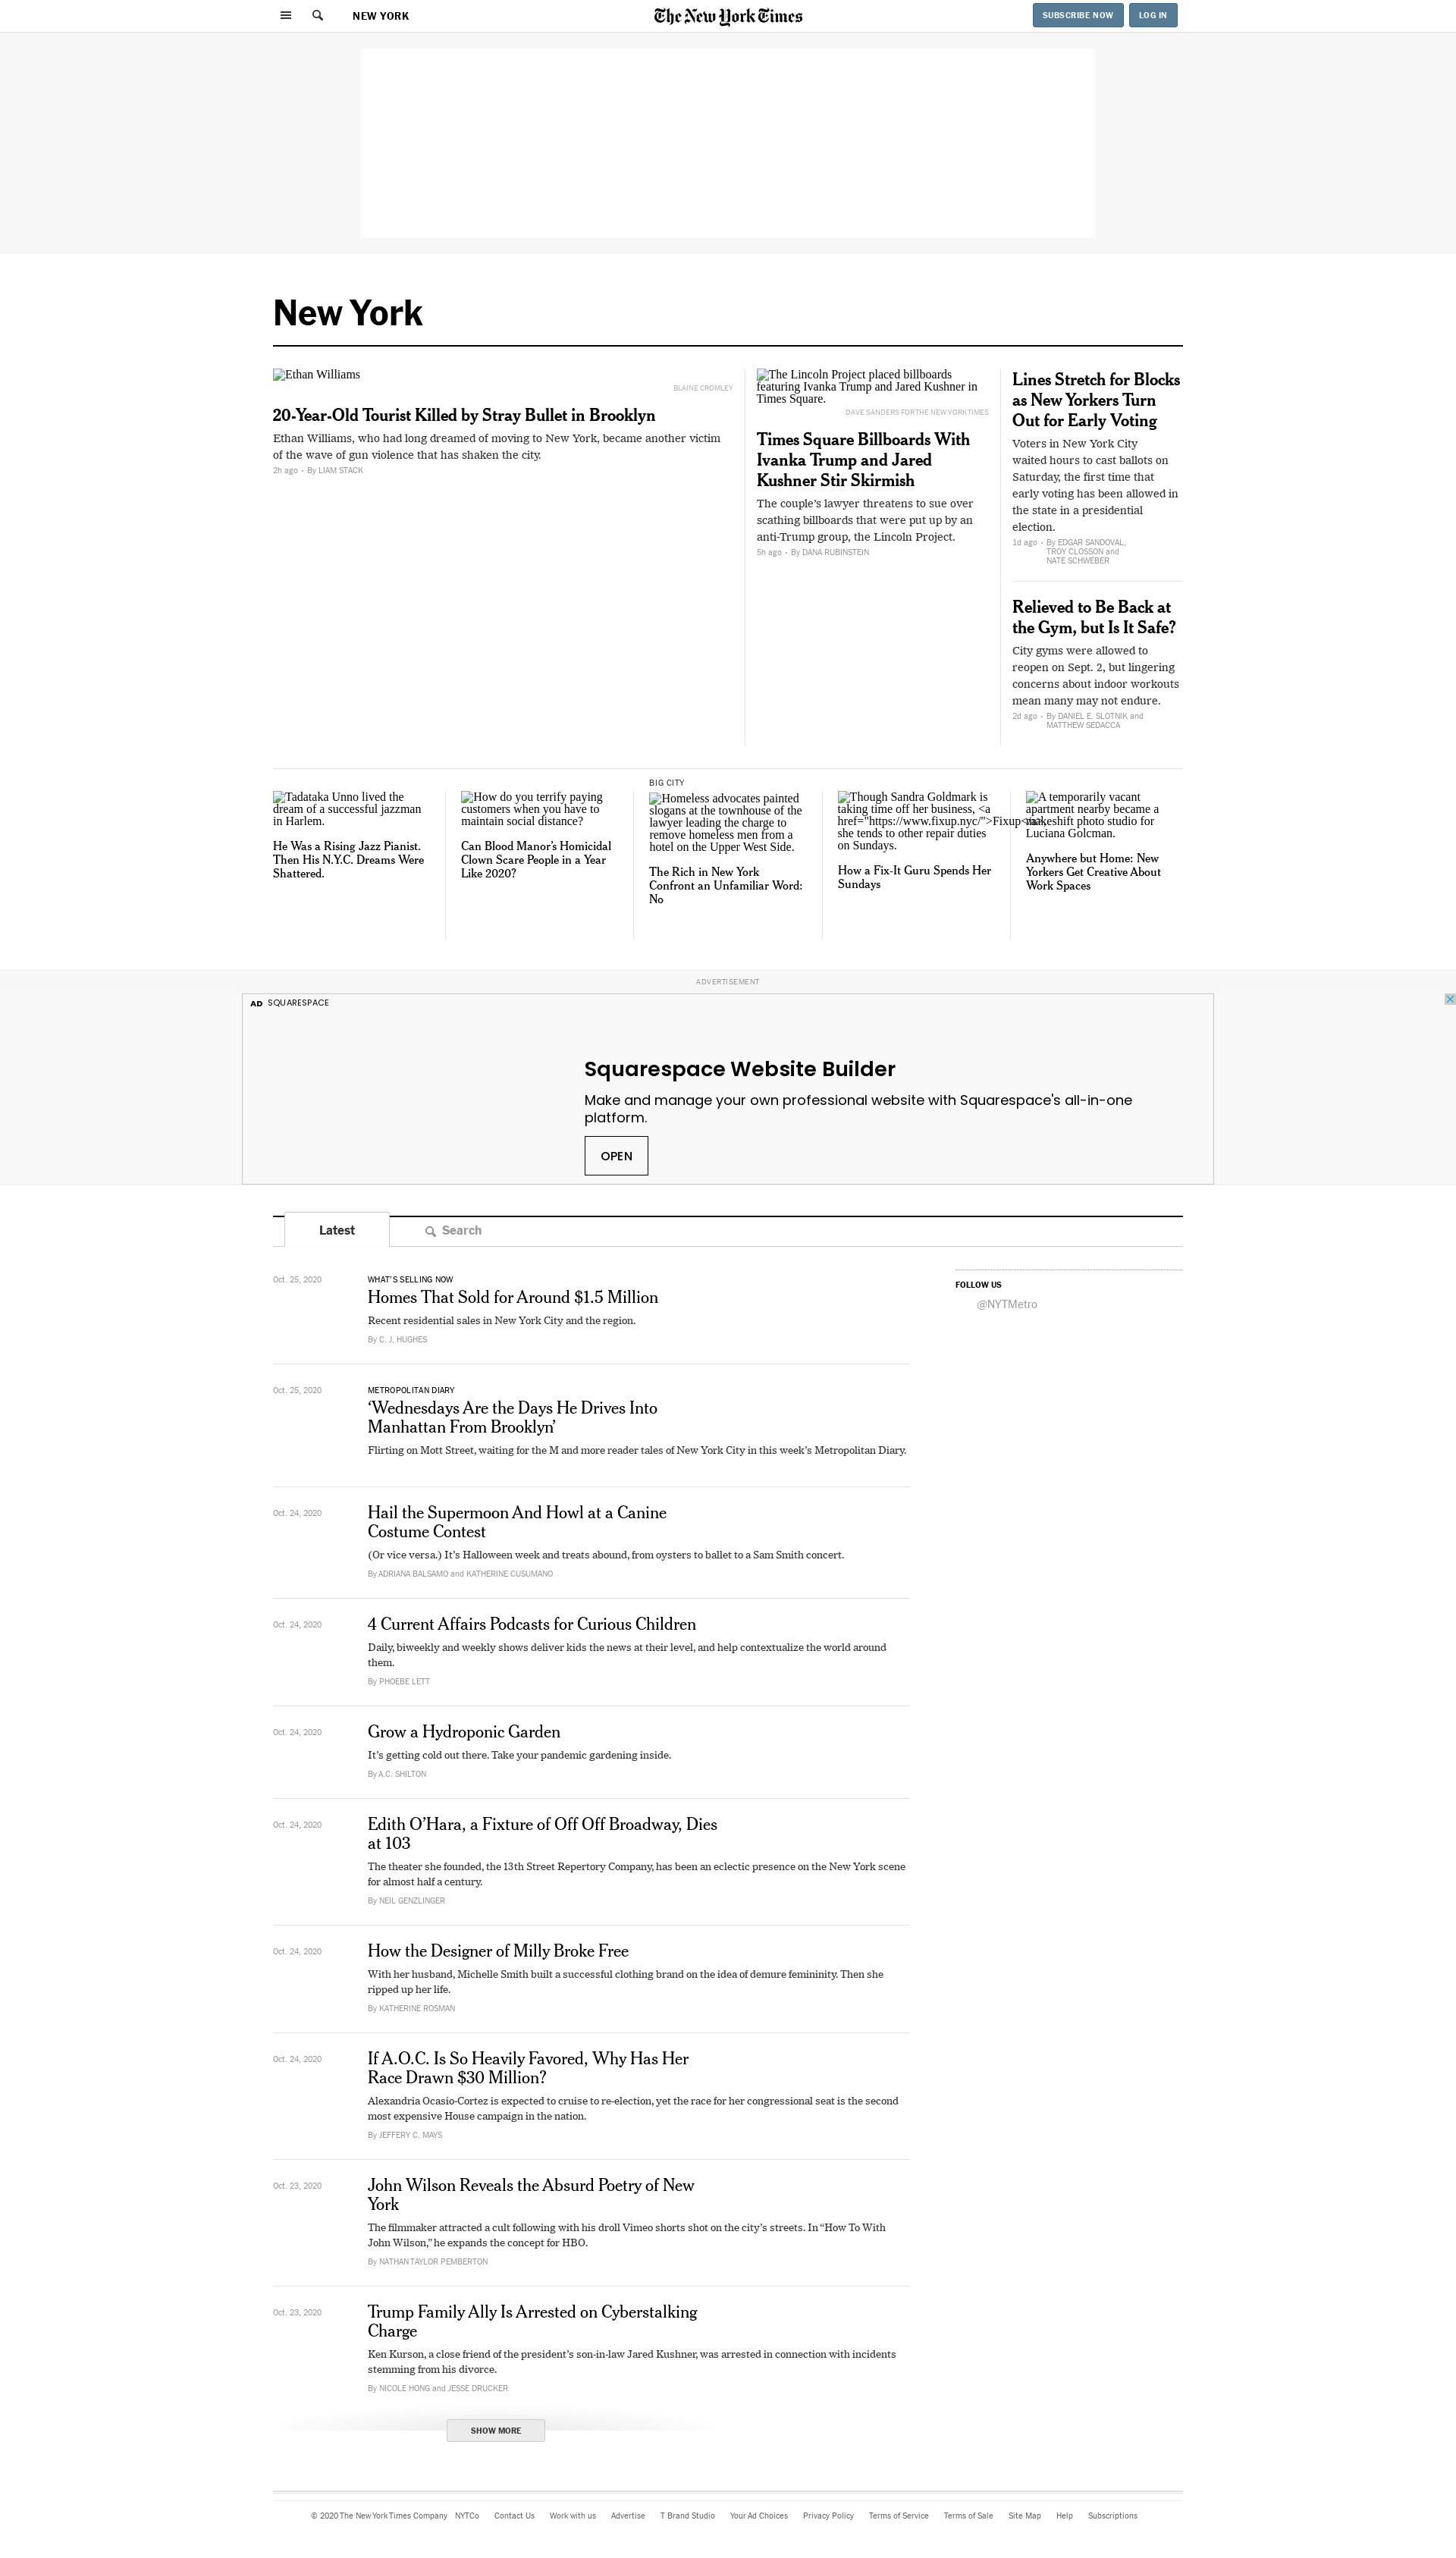 NEW YORK
The New York Times
SUBSCRIBE NOW
LOG IN
New York
Ethan Williams
BLAINE CROMLEY
20-Year-Old Tourist Killed by Stray Bullet in Brooklyn
Ethan Williams, who had long dreamed of moving to New York, became another victim
of the wave of gun violence that has shaken the city.
2h ago • By LIAM STACK
The Lincoln Project placed billboards
featuring Ivanka Trump and Jared Kushner in
Times Square.
DAVE SANDERS FOR THE NEW YORK TIMES
Times Square Billboards With
Ivanka Trump and Jared
Kushner Stir Skirmish
The couple’s lawyer threatens to sue over
scathing billboards that were put up by an
anti-Trump group, the Lincoln Project.
5h ago • By DANA RUBINSTEIN
Lines Stretch for Blocks
as New Yorkers Turn
Out for Early Voting
Voters in New York City
waited hours to cast ballots on
Saturday, the first time that
early voting has been allowed in
the state in a presidential
election.
1d ago • By EDGAR SANDOVAL,
TROY CLOSSON and
NATE SCHWEBER
Relieved to Be Back at
the Gym, but Is It Safe?
City gyms were allowed to
reopen on Sept. 2, but lingering
concerns about indoor workouts
mean many may not endure.
2d ago • By DANIEL E. SLOTNIK and
MATTHEW SEDACCA
Tadataka Unno lived the
dream of a successful jazzman
in Harlem.
He Was a Rising Jazz Pianist.
Then His N.Y.C. Dreams Were
Shattered.
How do you terrify paying
customers when you have to
maintain social distance?
Can Blood Manor’s Homicidal
Clown Scare People in a Year
Like 2020?
BIG CITY
Homeless advocates painted
slogans at the townhouse of the
lawyer leading the charge to
remove homeless men from a
hotel on the Upper West Side.
The Rich in New York
Confront an Unfamiliar Word:
No
Though Sandra Goldmark is
taking time off her business, <a
href="https://www.fixup.nyc/">Fixup</a>,
she tends to other repair duties
on Sundays.
How a Fix-It Guru Spends Her
Sundays
A temporarily vacant
apartment nearby became a
makeshift photo studio for
Luciana Golcman.
Anywhere but Home: New
Yorkers Get Creative About
Work Spaces
ADVERTISEMENT
AD SQUARESPACE
Squarespace Website Builder
Make and manage your own professional website with Squarespace's all-in-one
platform.
OPEN
Latest
Search
Oct. 25, 2020
WHAT’S SELLING NOW
Homes That Sold for Around $1.5 Million
Recent residential sales in New York City and the region.
By C. J. HUGHES
FOLLOW US
@NYTMetro
Oct. 25, 2020
METROPOLITAN DIARY
‘Wednesdays Are the Days He Drives Into
Manhattan From Brooklyn’
Flirting on Mott Street, waiting for the M and more reader tales of New York City in this week’s Metropolitan Diary.
Oct. 24, 2020
Hail the Supermoon And Howl at a Canine
Costume Contest
(Or vice versa.) It’s Halloween week and treats abound, from oysters to ballet to a Sam Smith concert.
By ADRIANA BALSAMO and KATHERINE CUSUMANO
Oct. 24, 2020
4 Current Affairs Podcasts for Curious Children
Daily, biweekly and weekly shows deliver kids the news at their level, and help contextualize the world around
them.
By PHOEBE LETT
Oct. 24, 2020
Grow a Hydroponic Garden
It’s getting cold out there. Take your pandemic gardening inside.
By A.C. SHILTON
Oct. 24, 2020
Edith O’Hara, a Fixture of Off Off Broadway, Dies
at 103
The theater she founded, the 13th Street Repertory Company, has been an eclectic presence on the New York scene
for almost half a century.
By NEIL GENZLINGER
Oct. 24, 2020
How the Designer of Milly Broke Free
With her husband, Michelle Smith built a successful clothing brand on the idea of demure femininity. Then she
ripped up her life.
By KATHERINE ROSMAN
Oct. 24, 2020
If A.O.C. Is So Heavily Favored, Why Has Her
Race Drawn $30 Million?
Alexandria Ocasio-Cortez is expected to cruise to re-election, yet the race for her congressional seat is the second
most expensive House campaign in the nation.
By JEFFERY C. MAYS
Oct. 23, 2020
John Wilson Reveals the Absurd Poetry of New
York
The filmmaker attracted a cult following with his droll Vimeo shorts shot on the city’s streets. In “How To With
John Wilson,” he expands the concept for HBO.
By NATHAN TAYLOR PEMBERTON
Oct. 23, 2020
Trump Family Ally Is Arrested on Cyberstalking
Charge
Ken Kurson, a close friend of the president’s son-in-law Jared Kushner, was arrested in connection with incidents
stemming from his divorce.
By NICOLE HONG and JESSE DRUCKER
SHOW MORE
© 2020 The New York Times Company NYTCo Contact Us Work with us Advertise T Brand Studio Your Ad Choices Privacy Policy Terms of Service Terms of Sale Site Map Help Subscriptions